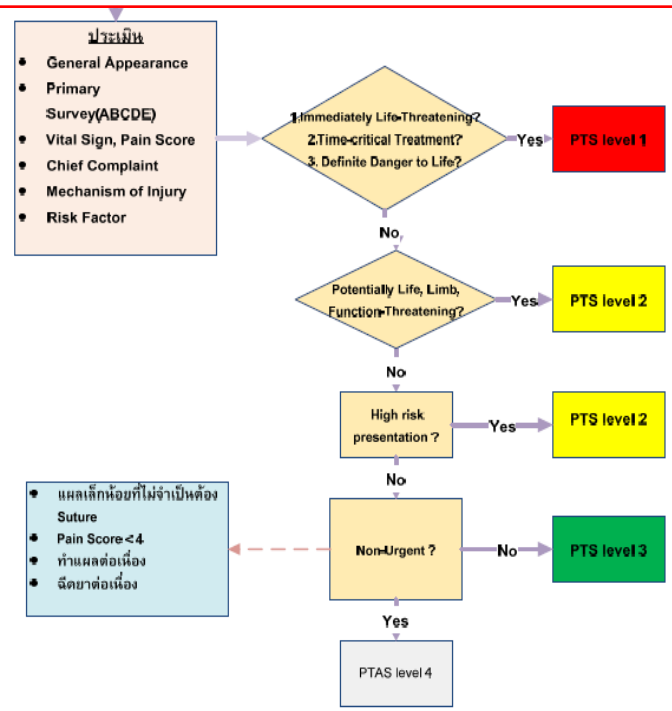 ประเมิน
General Appearance
Primary
Survey(ABCDE)
Vital Sign, Pain Score
Chief Complaint
Mechanism of Injury
Risk Factor
1.Immediately Life-Threatening?
2.Time-critical Treatment?
3. Definite Danger to Life?
Yes
PTS level 1
No
Potentially Life, Limb,
Function-Threatening?
Yes
PTS level 2
No
High risk
presentation ?
Yes
PTS level 2
No
แผลเล็กน้อยที่ไม่จำเป็นต้อง
Suture
Pain Score<4
ทำแผลต่อเนื่อง
ฉีดยาต่อเนื่อง
Non-Urgent ?
No
PTS level 3
Yes
PTAS level 4